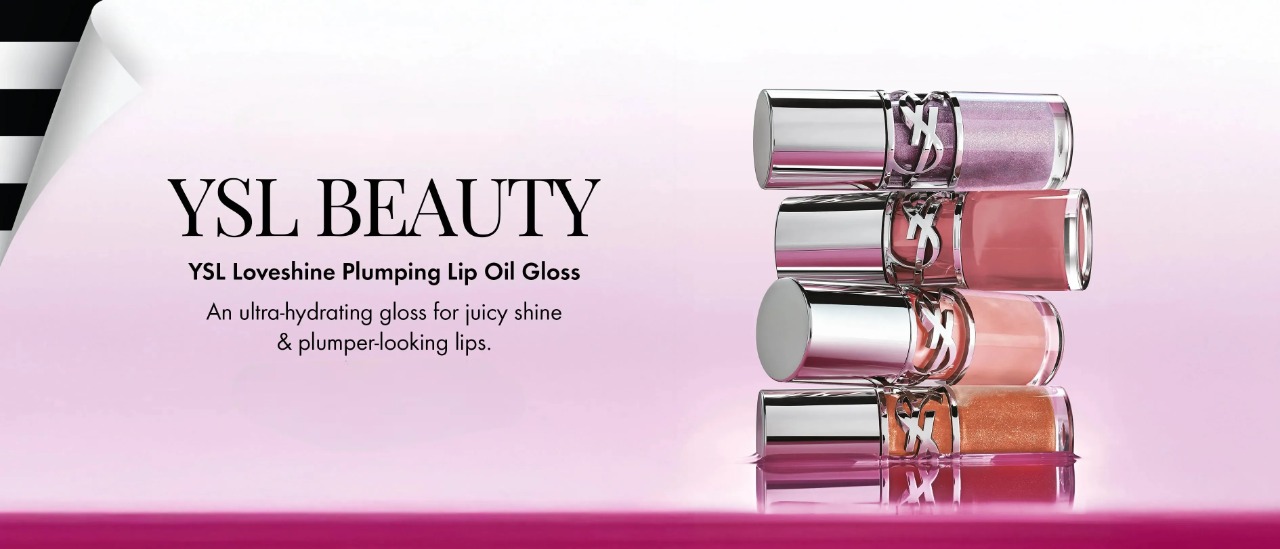 YSL BEAUTY
YSL Loveshine Plumping Lip Oil Gloss
An ultra-hydrating gloss for juicy shine
& plumper-looking lips.